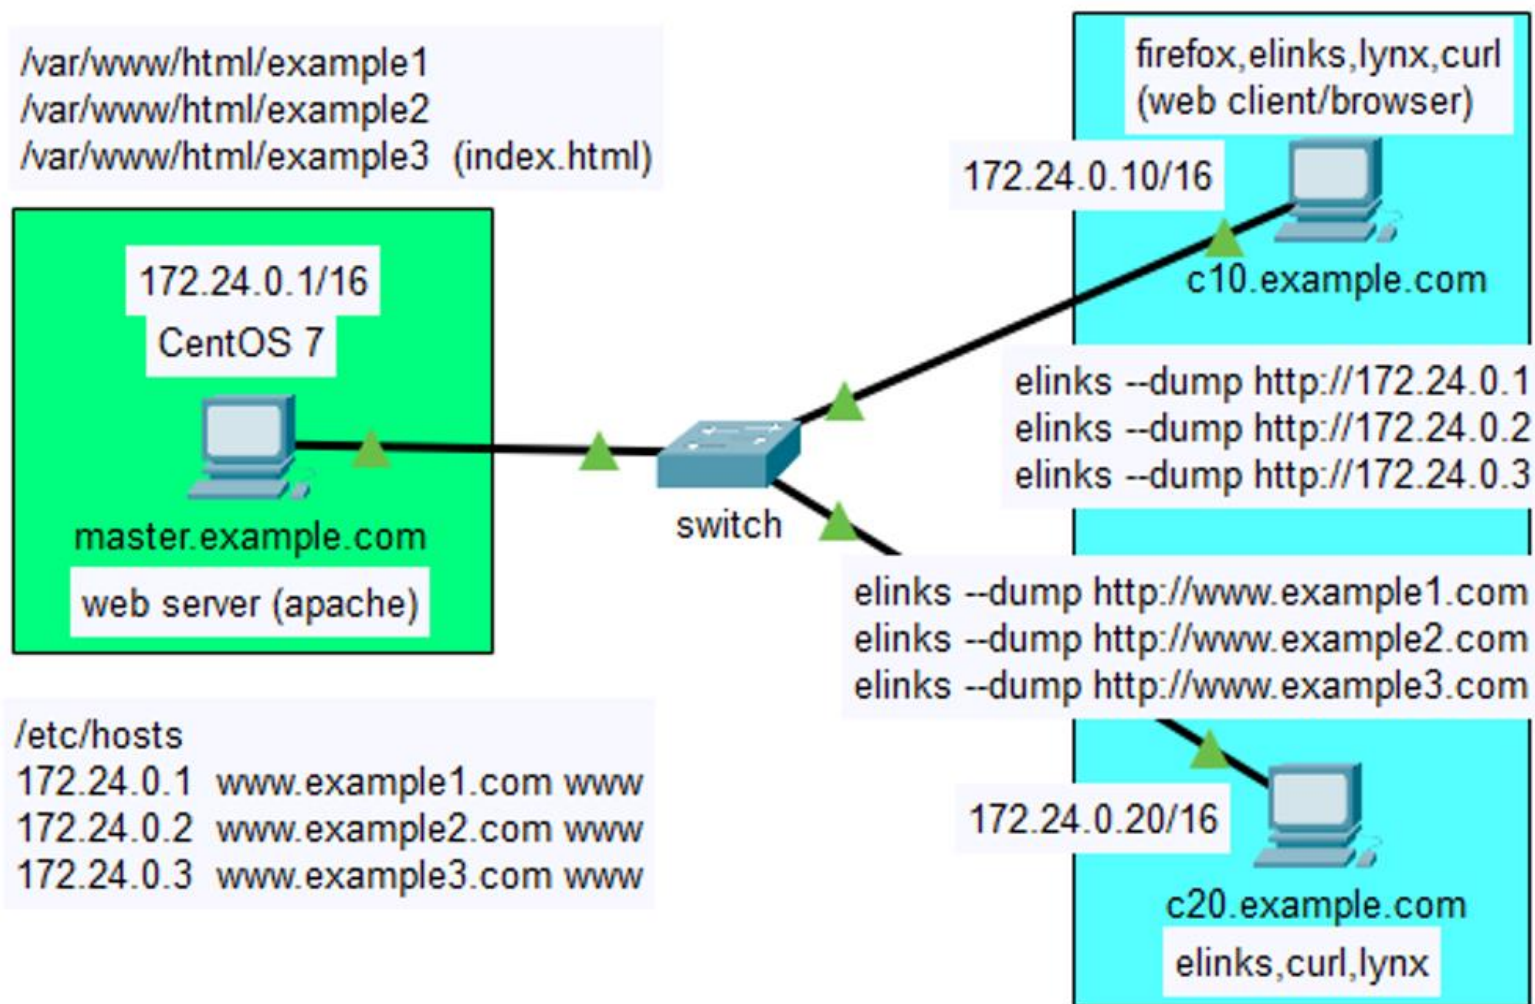 /var/www/html/example1
/var/www/html/example2
/var/www/html/example3 (index.html)
172.24.0.1/16
CentOS 7
master.example.com
web server (apache)
/etc/hosts
172.24.0.1 www.example1.com www
172.24.0.2 www.example2.com www
172.24.0.3 www.example3.com www
switch
firefox,elinks,lynx,curl
(web client/browser)
172.24.0.10/16
c10.example.com
elinks --dump http://172.24.0.1
elinks --dump http://172.24.0.2
elinks --dump http://172.24.0.3
elinks --dump http://www.example1.com
elinks --dump http://www.example2.com
elinks --dump http://www.example3.com
172.24.0.20/16
c20.example.com
elinks,curl,lynx